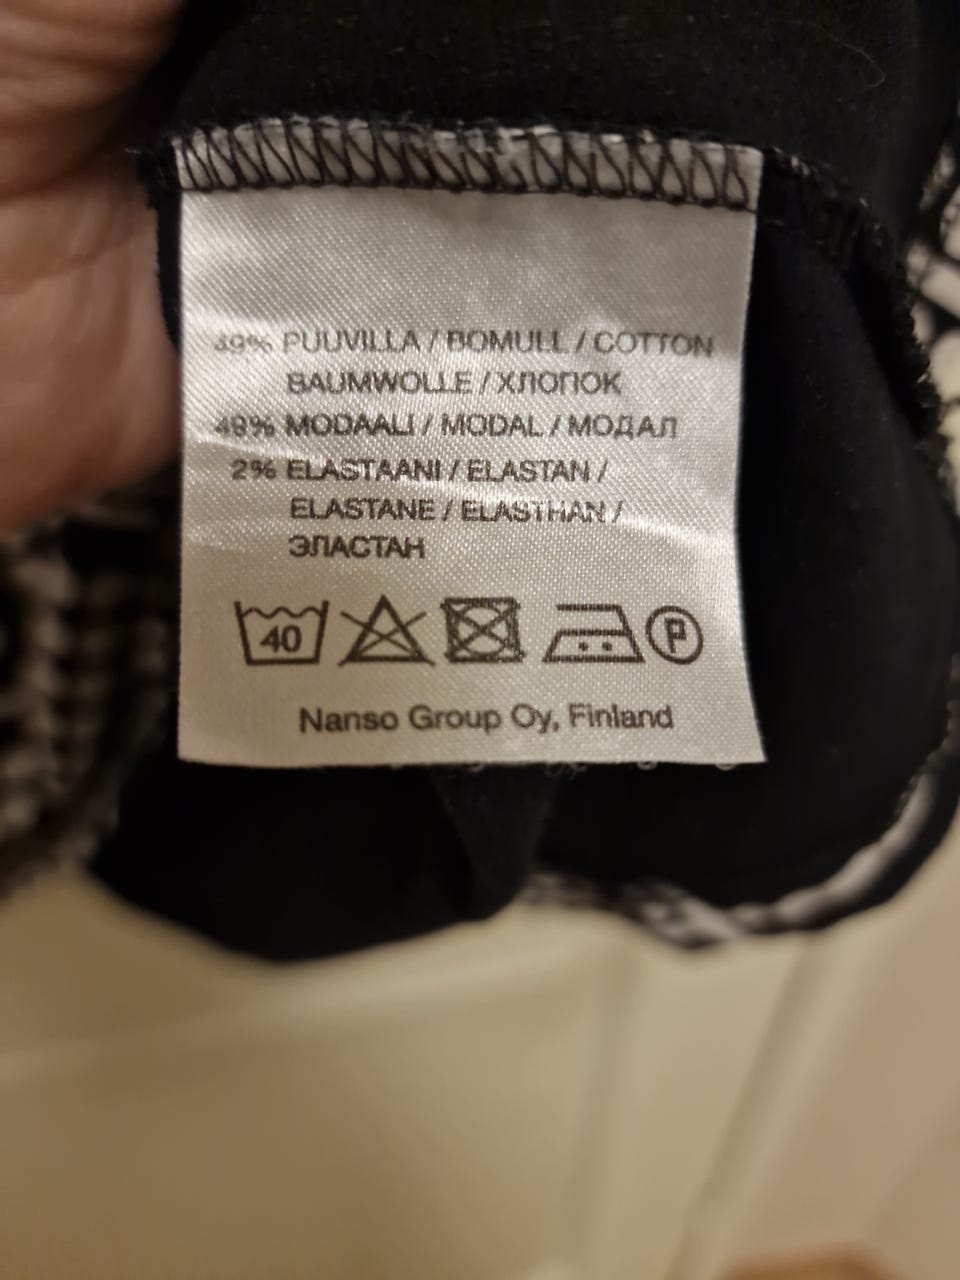 49% PUUVILLA / BOMULL / COTTON
BAUMWOLLE / ХЛОПОК
49% MODAALI / MODAL / МОДАЛ
2% ELASTAANI / ELASTAN /
ELASTANE / ELASTHAN /
ЭЛАСТАН
40 P
Nanso Group Oy, Finland